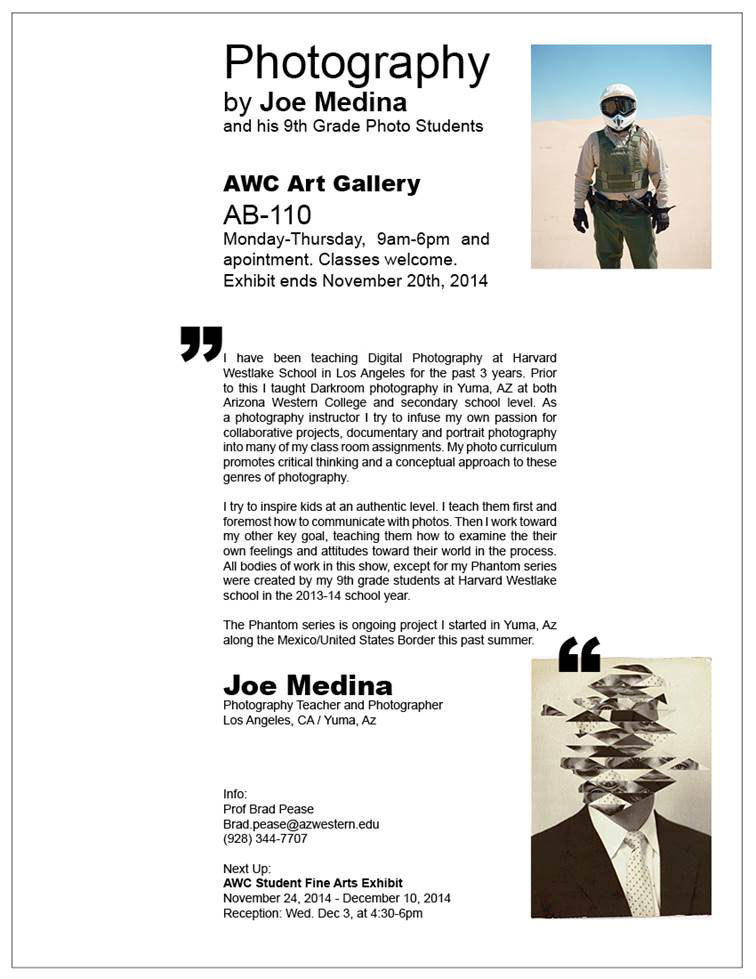 Photography
by Joe Medina
and his 9th Grade Photo Students
AWC Art Gallery
AB-110
Monday-Thursday, 9am-6pm and
apointment. Classes welcome.
Exhibit ends November 20th, 2014
”
I have been teaching Digital Photography at Harvard
Westlake School in Los Angeles for the past 3 years. Prior
to this I taught Darkroom photography in Yuma, AZ at both
Arizona Western College and secondary school level. As
a photography instructor I try to infuse my own passion for
collaborative projects, documentary and portrait photography
into many of my class room assignments. My photo curriculum
promotes critical thinking and a conceptual approach to these
genres of photography.
I try to inspire kids at an authentic level. I teach them first and
foremost how to communicate with photos. Then I work toward
my other key goal, teaching them how to examine the their
own feelings and attitudes toward their world in the process.
All bodies of work in this show, except for my Phantom series
were created by my 9th grade students at Harvard Westlake
school in the 2013-14 school year.
The Phantom series is ongoing project I started in Yuma, Az
along the Mexico/United States Border this past summer.
“
Joe Medina
Photography Teacher and Photographer
Los Angeles, CA / Yuma, Az
Info:
Prof Brad Pease
Brad.pease@azwestern.edu
(928) 344-7707
Next Up:
AWC Student Fine Arts Exhibit
November 24, 2014 - December 10, 2014
Reception: Wed. Dec 3, at 4:30-6pm